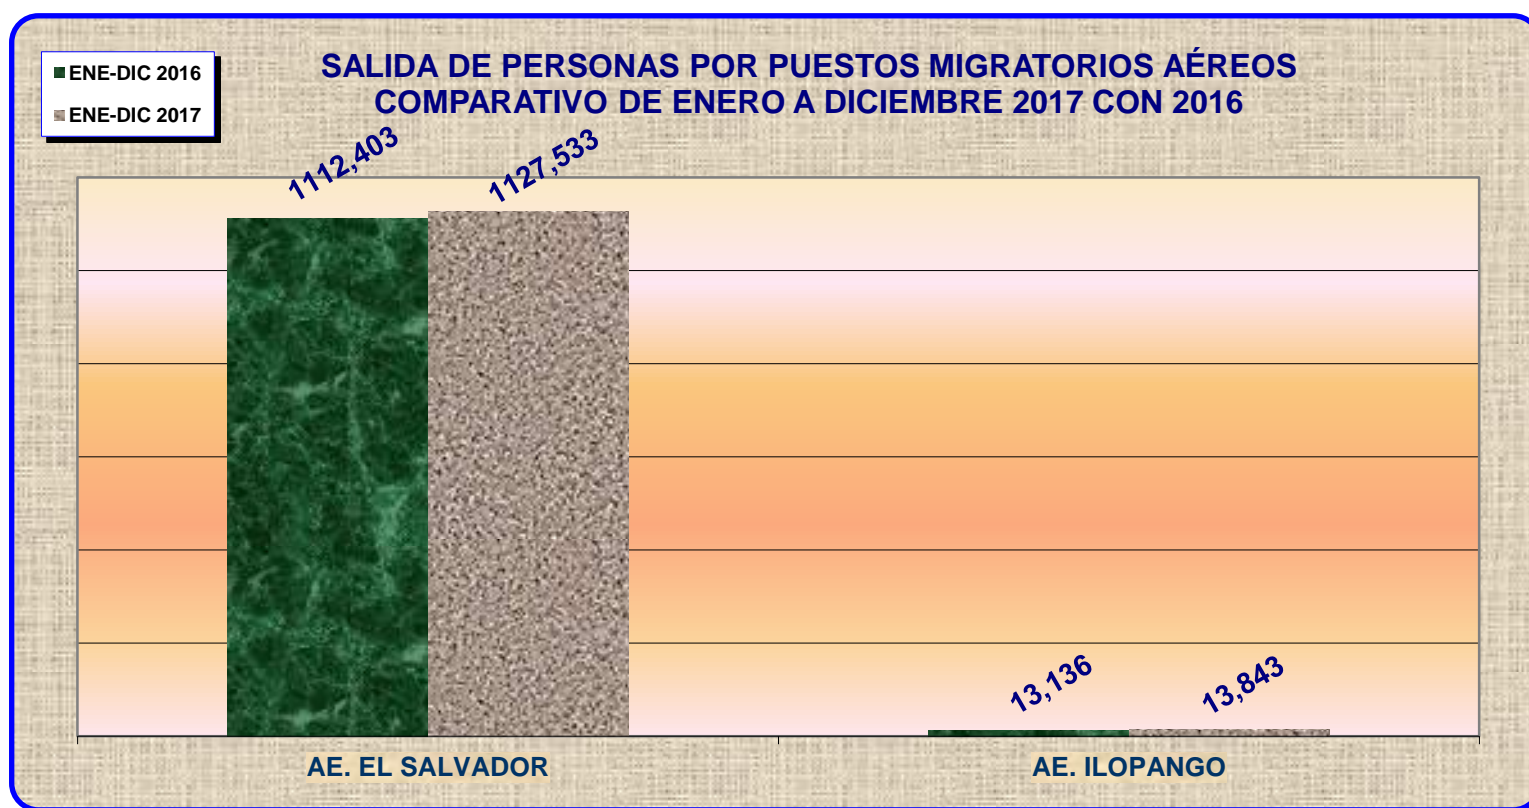 ENE-DIC 2016
ENE-DIC 2017
SALIDA DE PERSONAS POR PUESTOS MIGRATORIOS AÉREOS
COMPARATIVO DE ENERO A DICIEMBRE 2017 CON 2016
1112,403
1127,533
13,136
13,843
AE. EL SALVADOR
AE. ILOPANGO